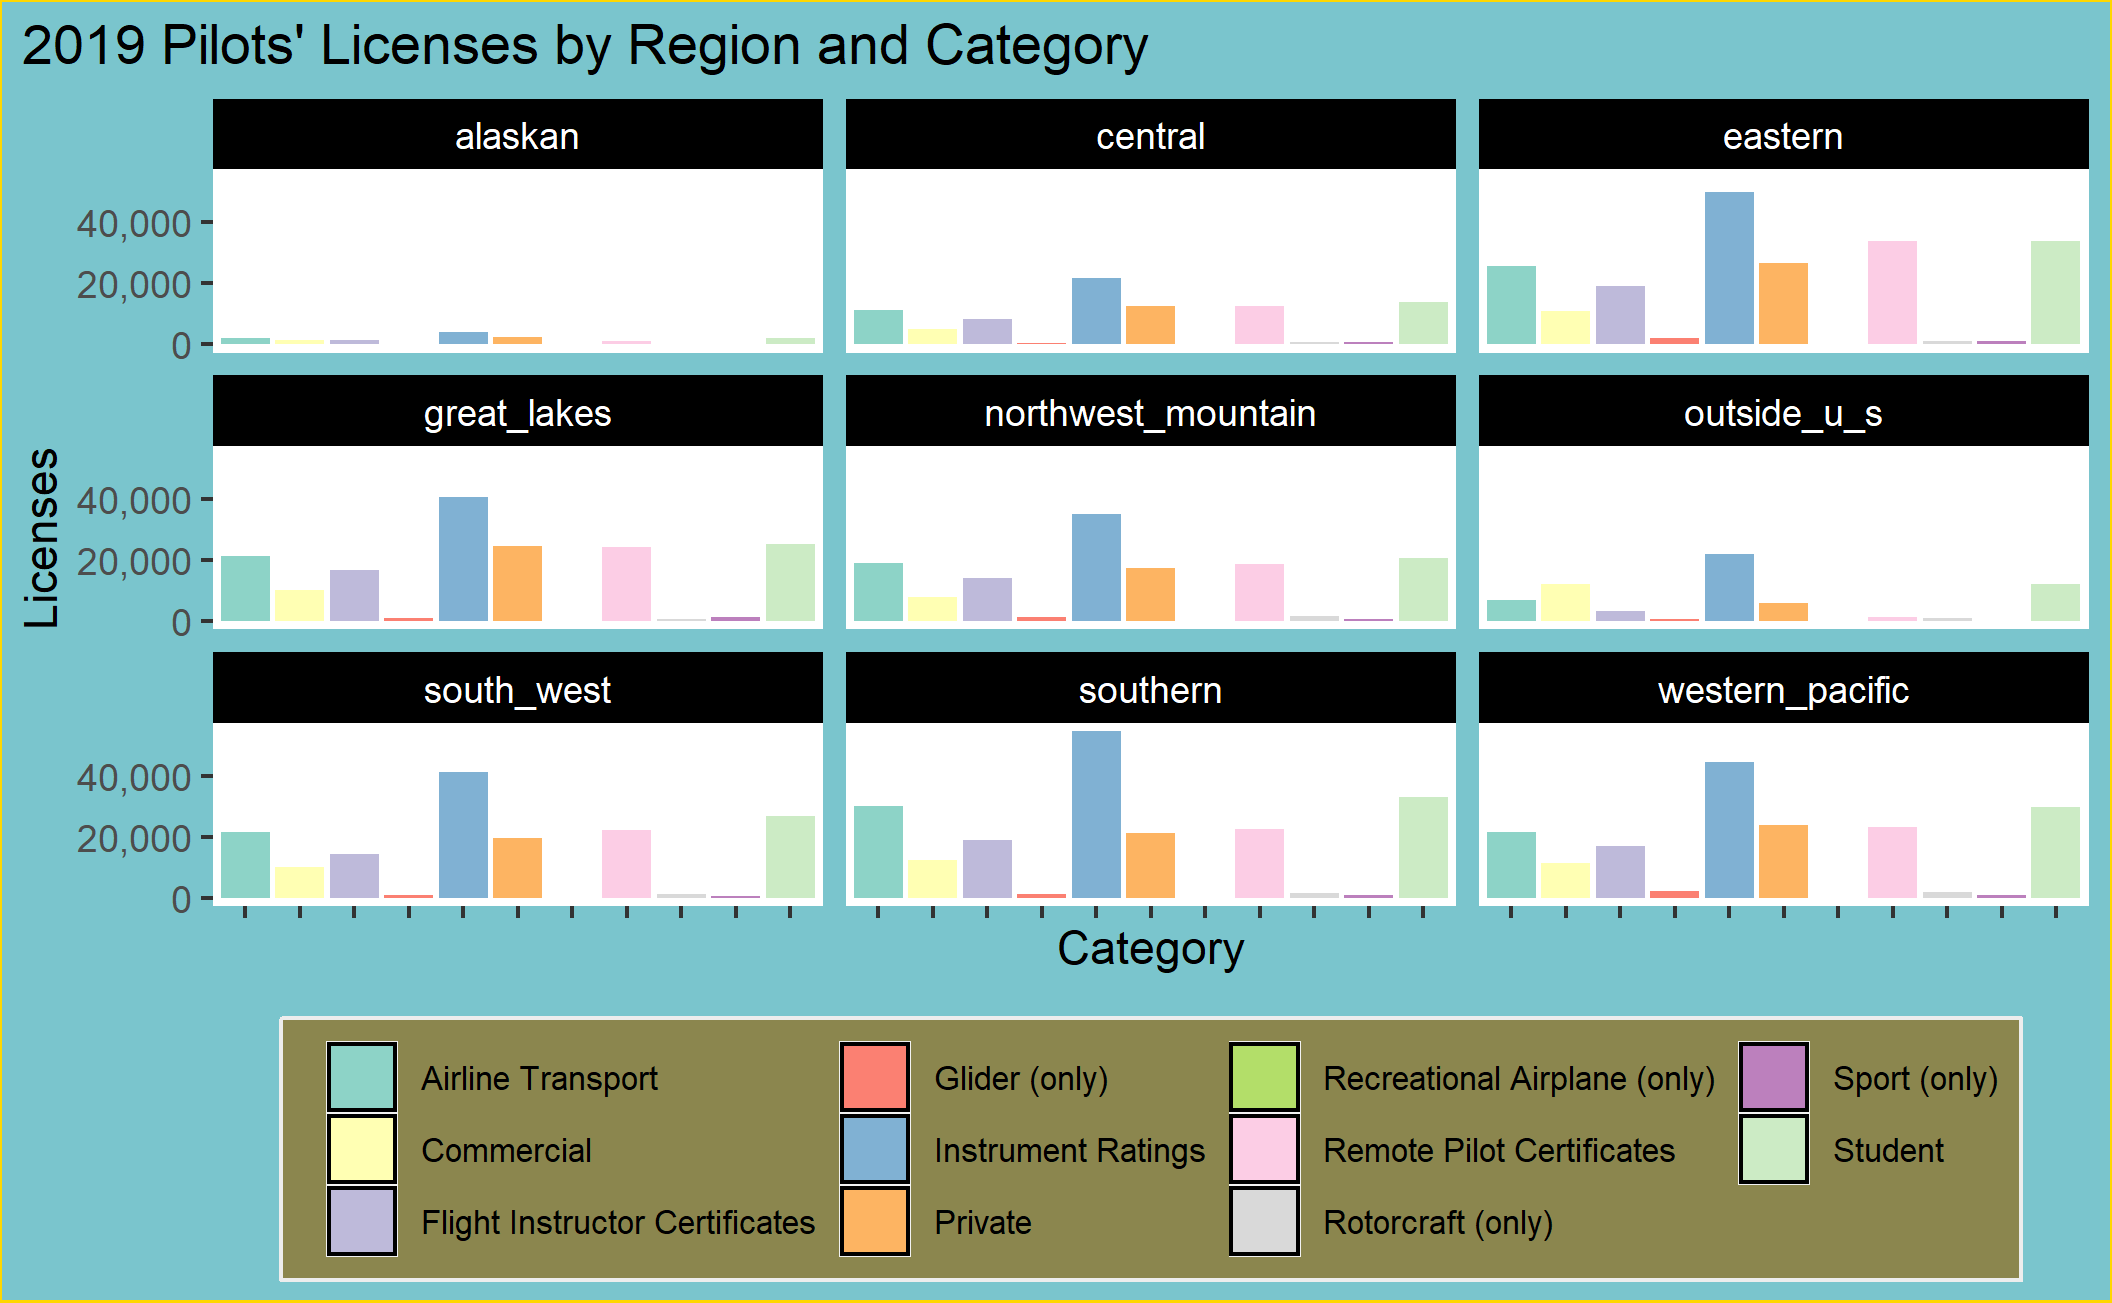 2019 Pilots' Licenses by Region and Category
alaskan
central
eastern
40,000
20,000
0
great_lakes
northwest_mountain
outside_u_s
40,000
20,000
0
Licenses
south_west
southern
western_pacific
40,000
20,000
0
Category
Airline Transport
Glider (only)
Recreational Airplane (only)
Sport (only)
Commercial
Instrument Ratings
Remote Pilot Certificates
Student
Flight Instructor Certificates
Private
Rotorcraft (only)